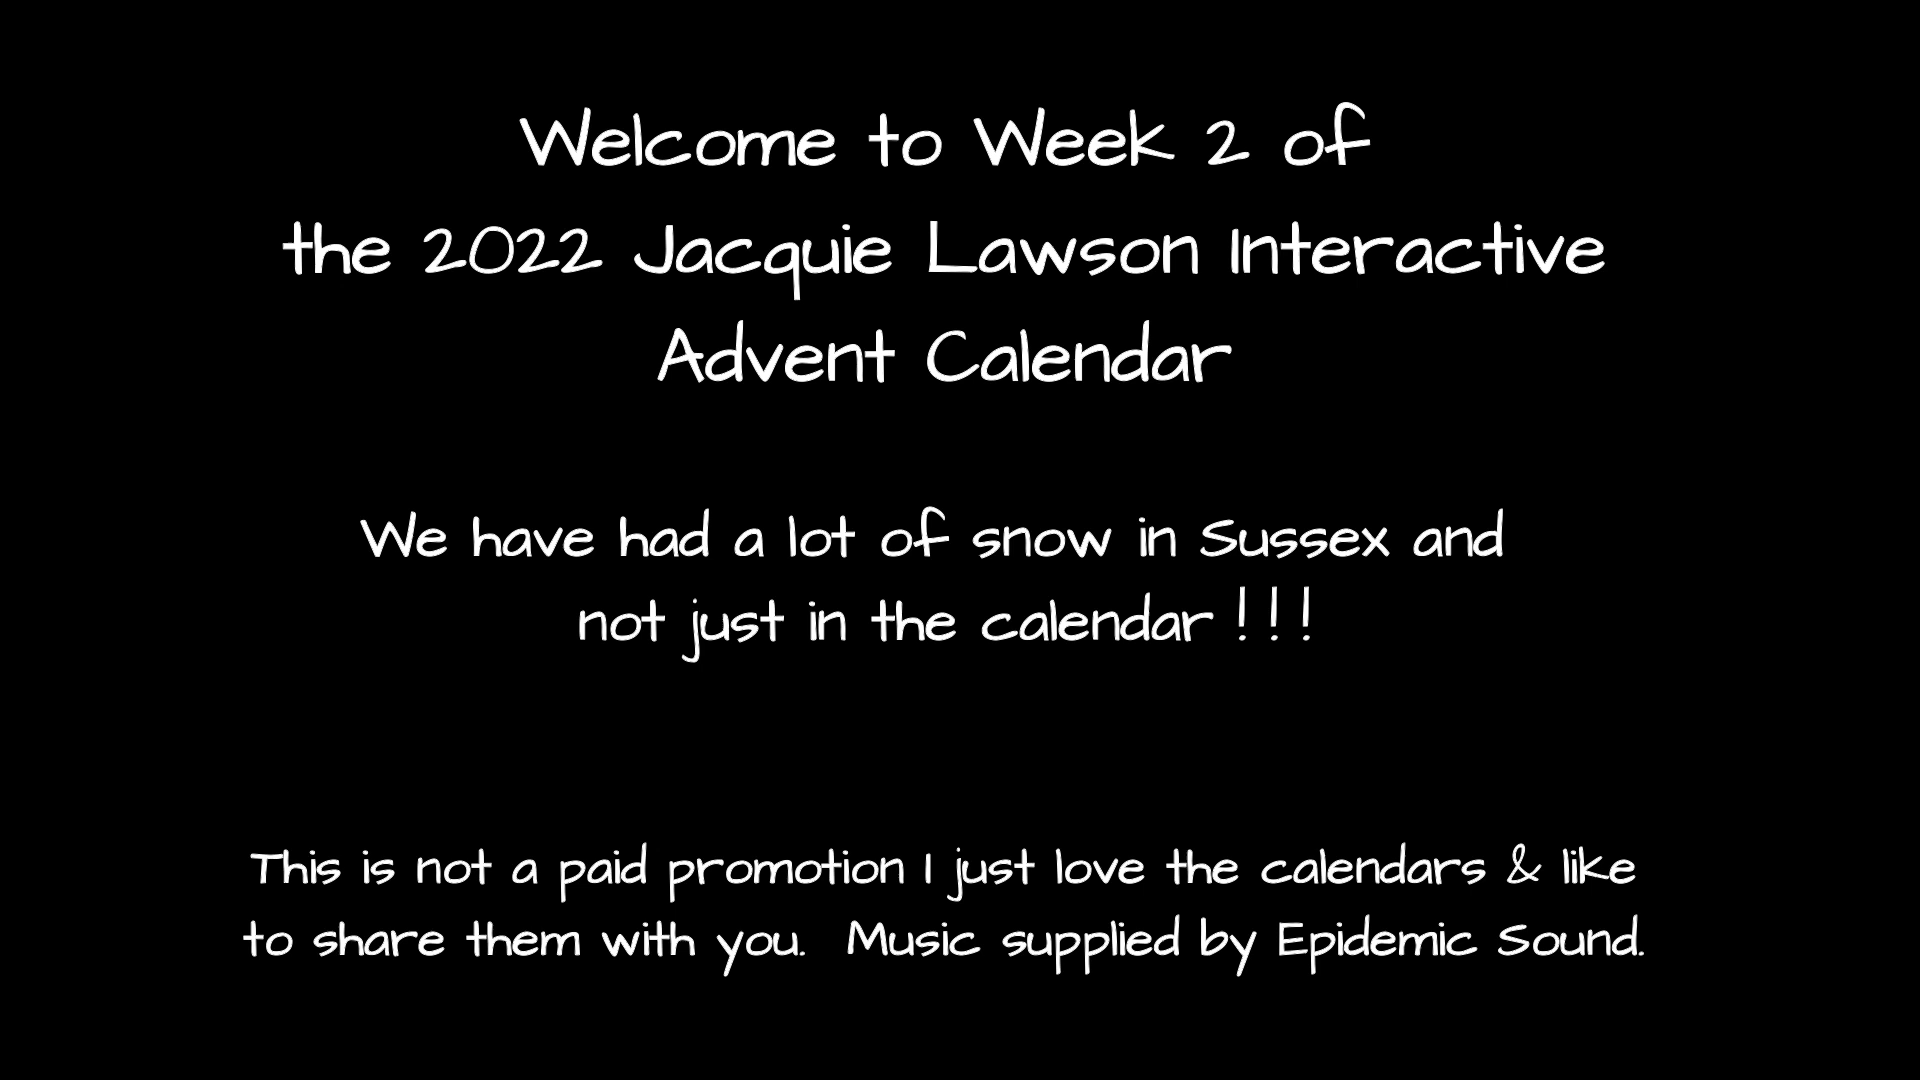 Welcome to Week 2 of
the 2022 Jacquie Lawson Interactive
Advent Calendar
We have had a lot of snow in Sussex and
not just in the calendar ! ! !
This is not a paid promotion I just love the calendars & like
to share them with you. Music supplied by Epidemic Sound.